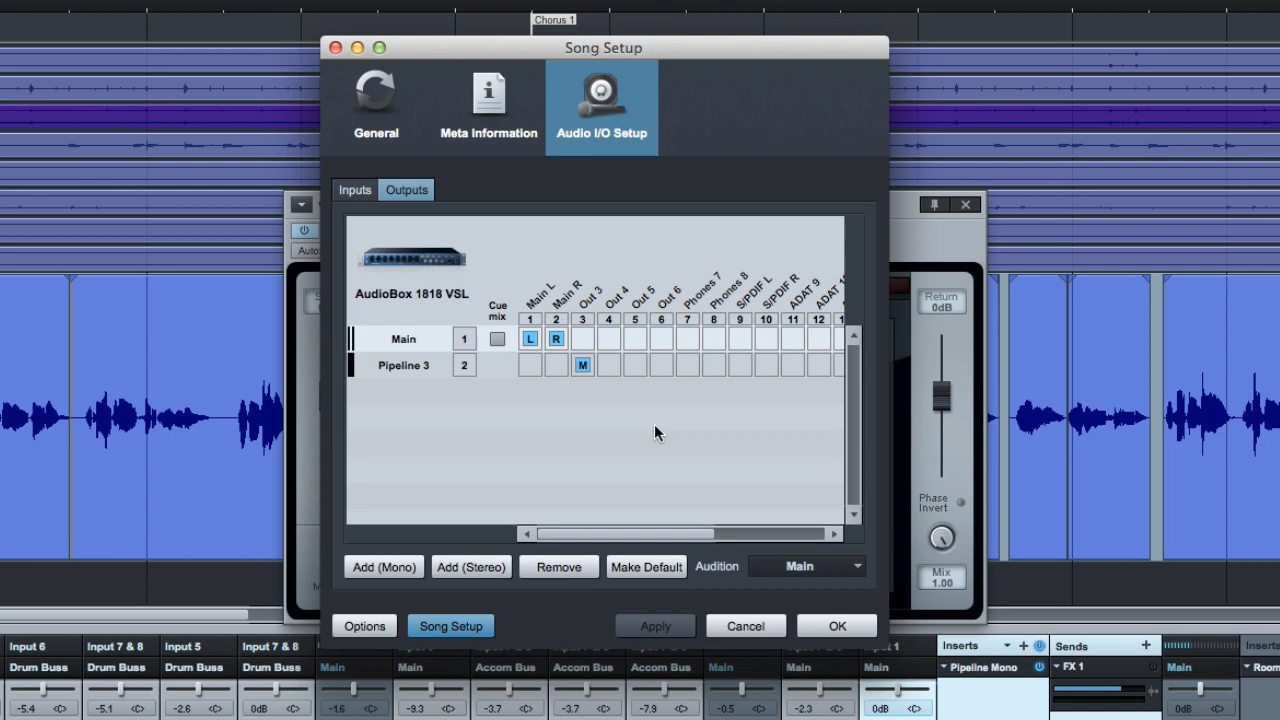 Chorus 1
Song Setup
General
Meta Information
Audio I/O Setup
Inputs
Outputs
AudioBox 1818 VSL
Cue mix
Main L
Main R
Out 3
Out 4
Out 5
Out 6
Phones 7
Phones 8
S/PDIF L
S/PDIF R
ADAT 9
1 2 3 4 5 6 7 8 9 10 11 12
Main 1 L R
Pipeline 3 2 M
Add (Mono) Add (Stereo) Remove Make Default Audition Main
Options Song Setup Apply Cancel OK
Return
0dB
Phase
Invert
Mix
1.00
Input 6 Input 7 & 8 Input 5 Input 7 & 8 Inserts Sends
Drum Buss Drum Buss Drum Buss Drum Buss Main Main Accom Buss Accom Buss Accom Buss Main Main Main Pipeline Mono FX 1 Main
-5.4 -5.1 -2.6 0dB -1.6 -3.7 -3.7 -7.9 -0.5 -2.3 0dB 0dB